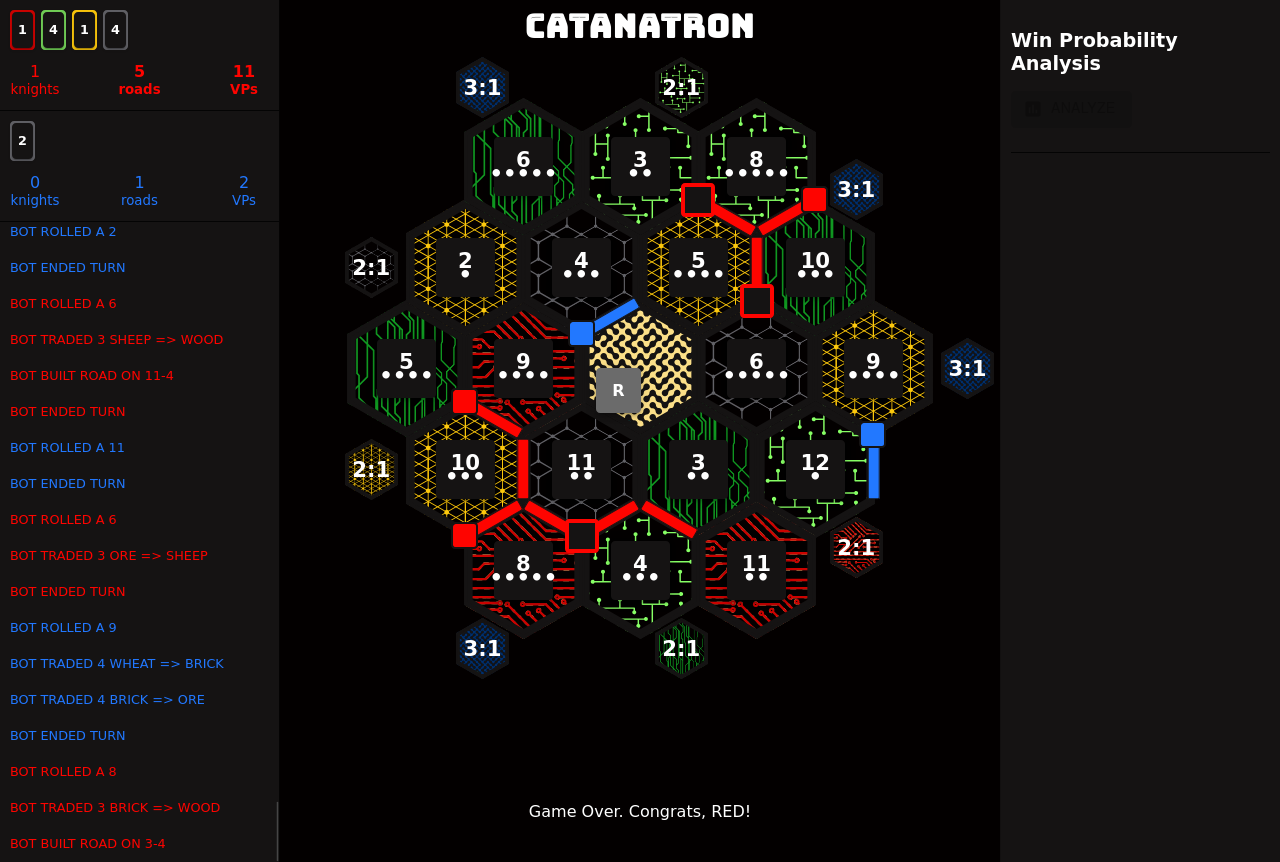 CATANATRON
1 4 1 4
1 5 11
knights roads VPs
2
0 1 2
knights roads VPs
BOT ROLLED A 2
BOT ENDED TURN
BOT ROLLED A 6
BOT TRADED 3 SHEEP => WOOD
BOT BUILT ROAD ON 11-4
BOT ENDED TURN
BOT ROLLED A 11
BOT ENDED TURN
BOT ROLLED A 6
BOT TRADED 3 ORE => SHEEP
BOT ENDED TURN
BOT ROLLED A 9
BOT TRADED 4 WHEAT => BRICK
BOT TRADED 4 BRICK => ORE
BOT ENDED TURN
BOT ROLLED A 8
BOT TRADED 3 BRICK => WOOD
BOT BUILT ROAD ON 3-4
3:1 2:1
6 3 8
3:1
2:1 2 4 5 10
5 9 6 9 3:1
R
2:1 10 11 3 12
2:1
8 4 11
3:1 2:1
Game Over. Congrats, RED!
Win Probability
Analysis
ANALYZE